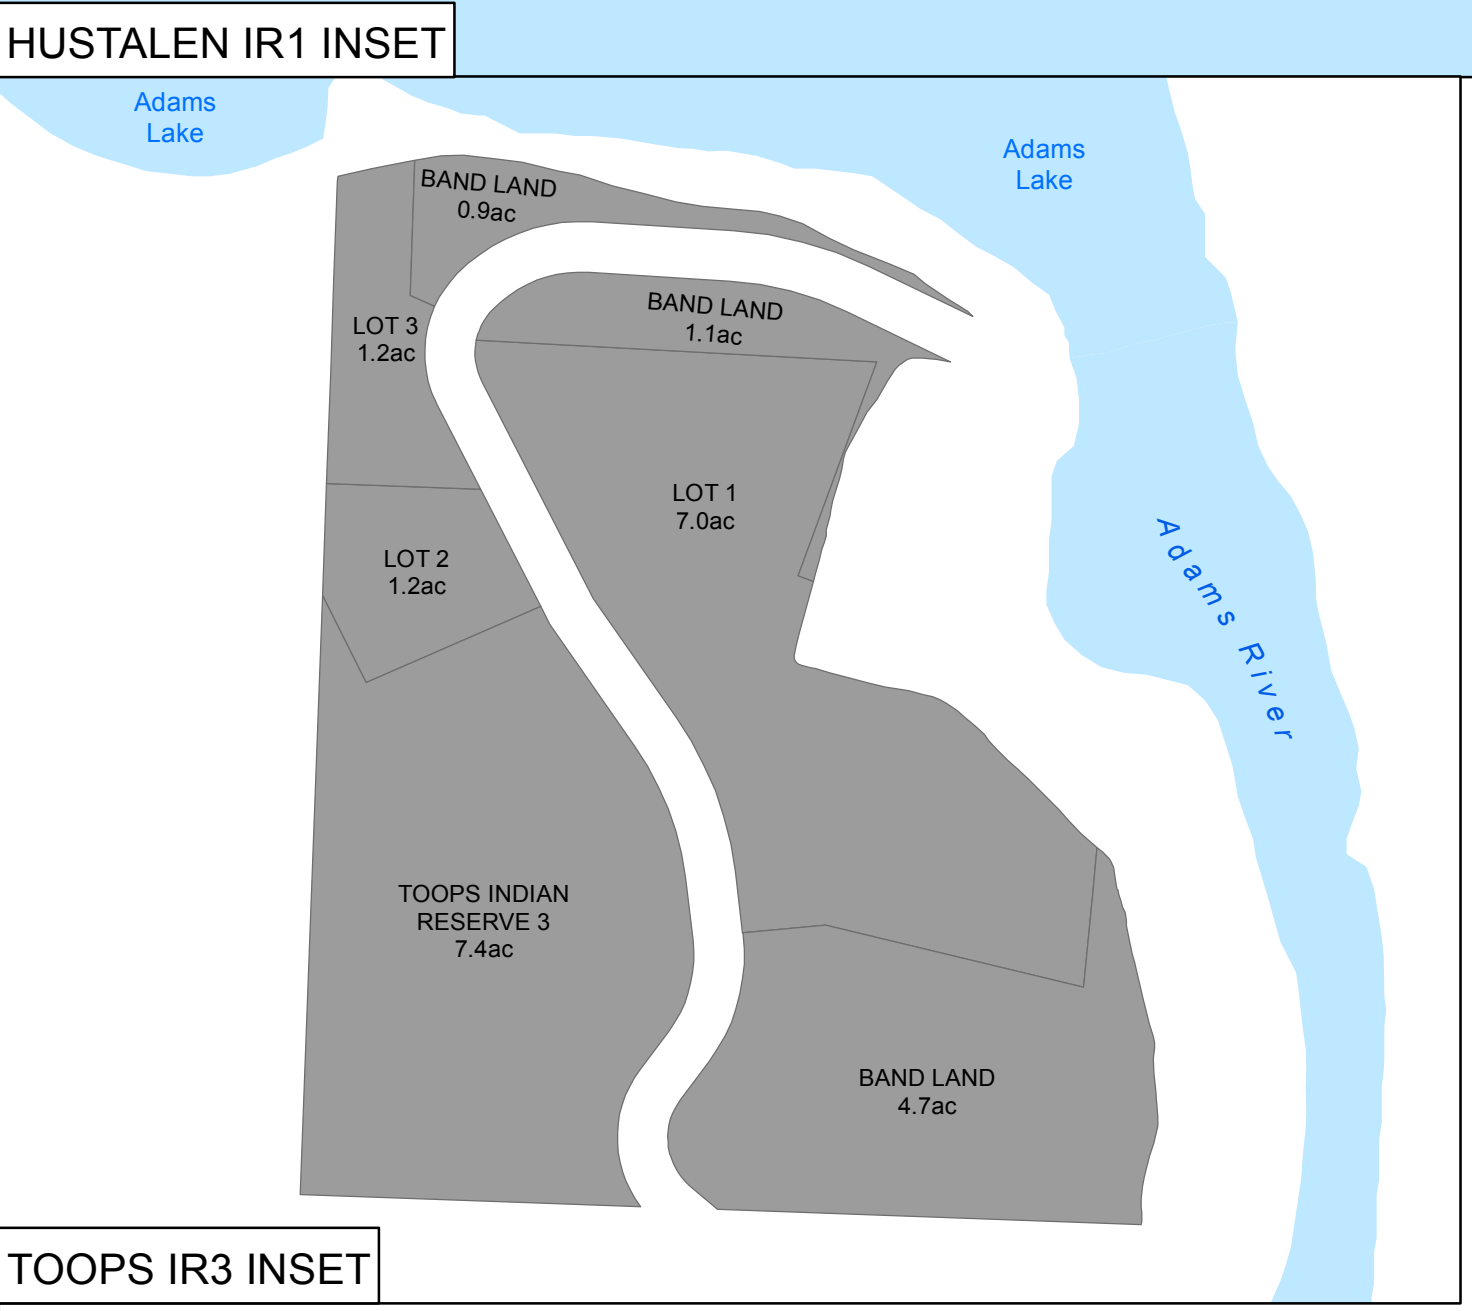 HUSTALEN IR1 INSET
Adams
Lake
Adams
Lake
BAND LAND
0.9ac
BAND LAND
1.1ac
LOT 3
1.2ac
LOT 1
7.0ac
LOT 2
1.2ac
Adams River
TOOPS INDIAN
RESERVE 3
7.4ac
BAND LAND
4.7ac
TOOPS IR3 INSET